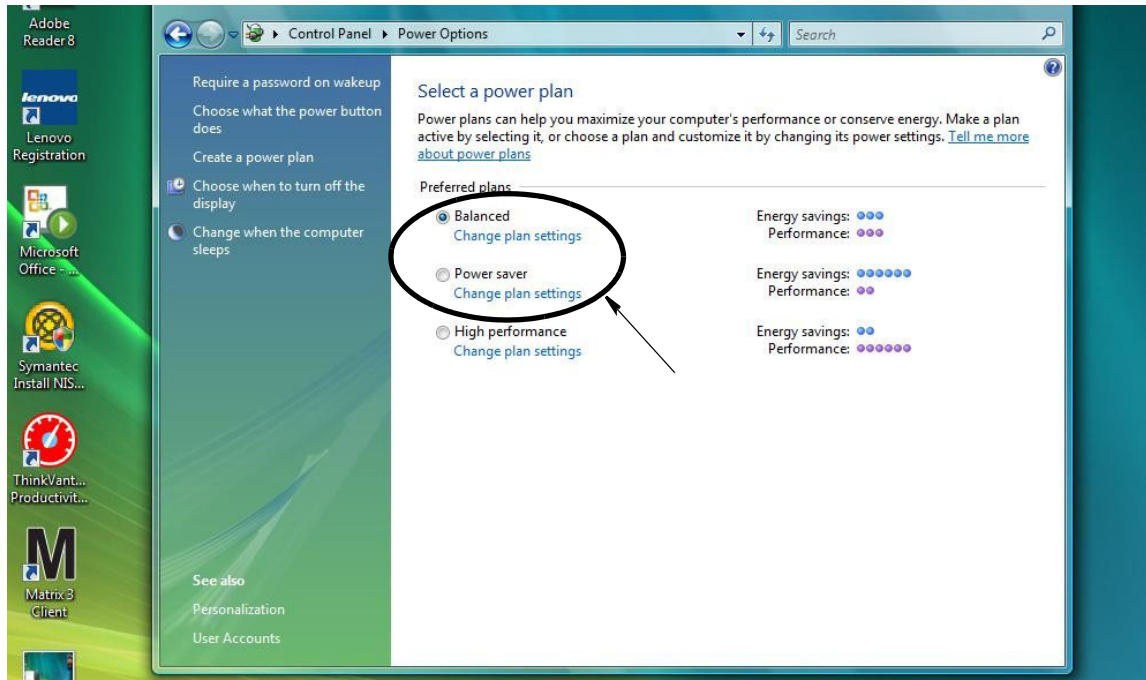 Adobe
Reader 8
lenovo
Lenovo
Registration
Microsoft
Office - ...
Symantec
Install NIS...
ThinkVant...
Productivit...
M
Matrix 3
Client
Control Panel
Power Options
Search
Require a password on wakeup
Choose what the power button
does
Create a power plan
Choose when to turn off the
display
Change when the computer
sleeps
See also
Personalization
User Accounts
Select a power plan
Power plans can help you maximize your computer's performance or conserve energy. Make a plan
active by selecting it, or choose a plan and customize it by changing its power settings. Tell me more
about power plans
Preferred plans
Balanced
Change plan settings
Energy savings:
Performance:
Power saver
Change plan settings
Energy savings:
Performance:
High performance
Change plan settings
Energy savings:
Performance: